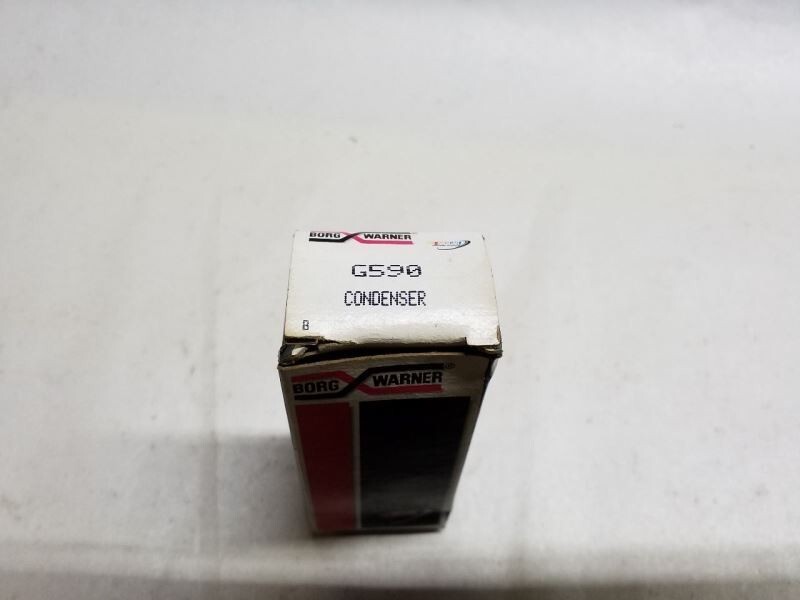 BORG WARNER
G590
CONDENSER
B
BORG WARNER®